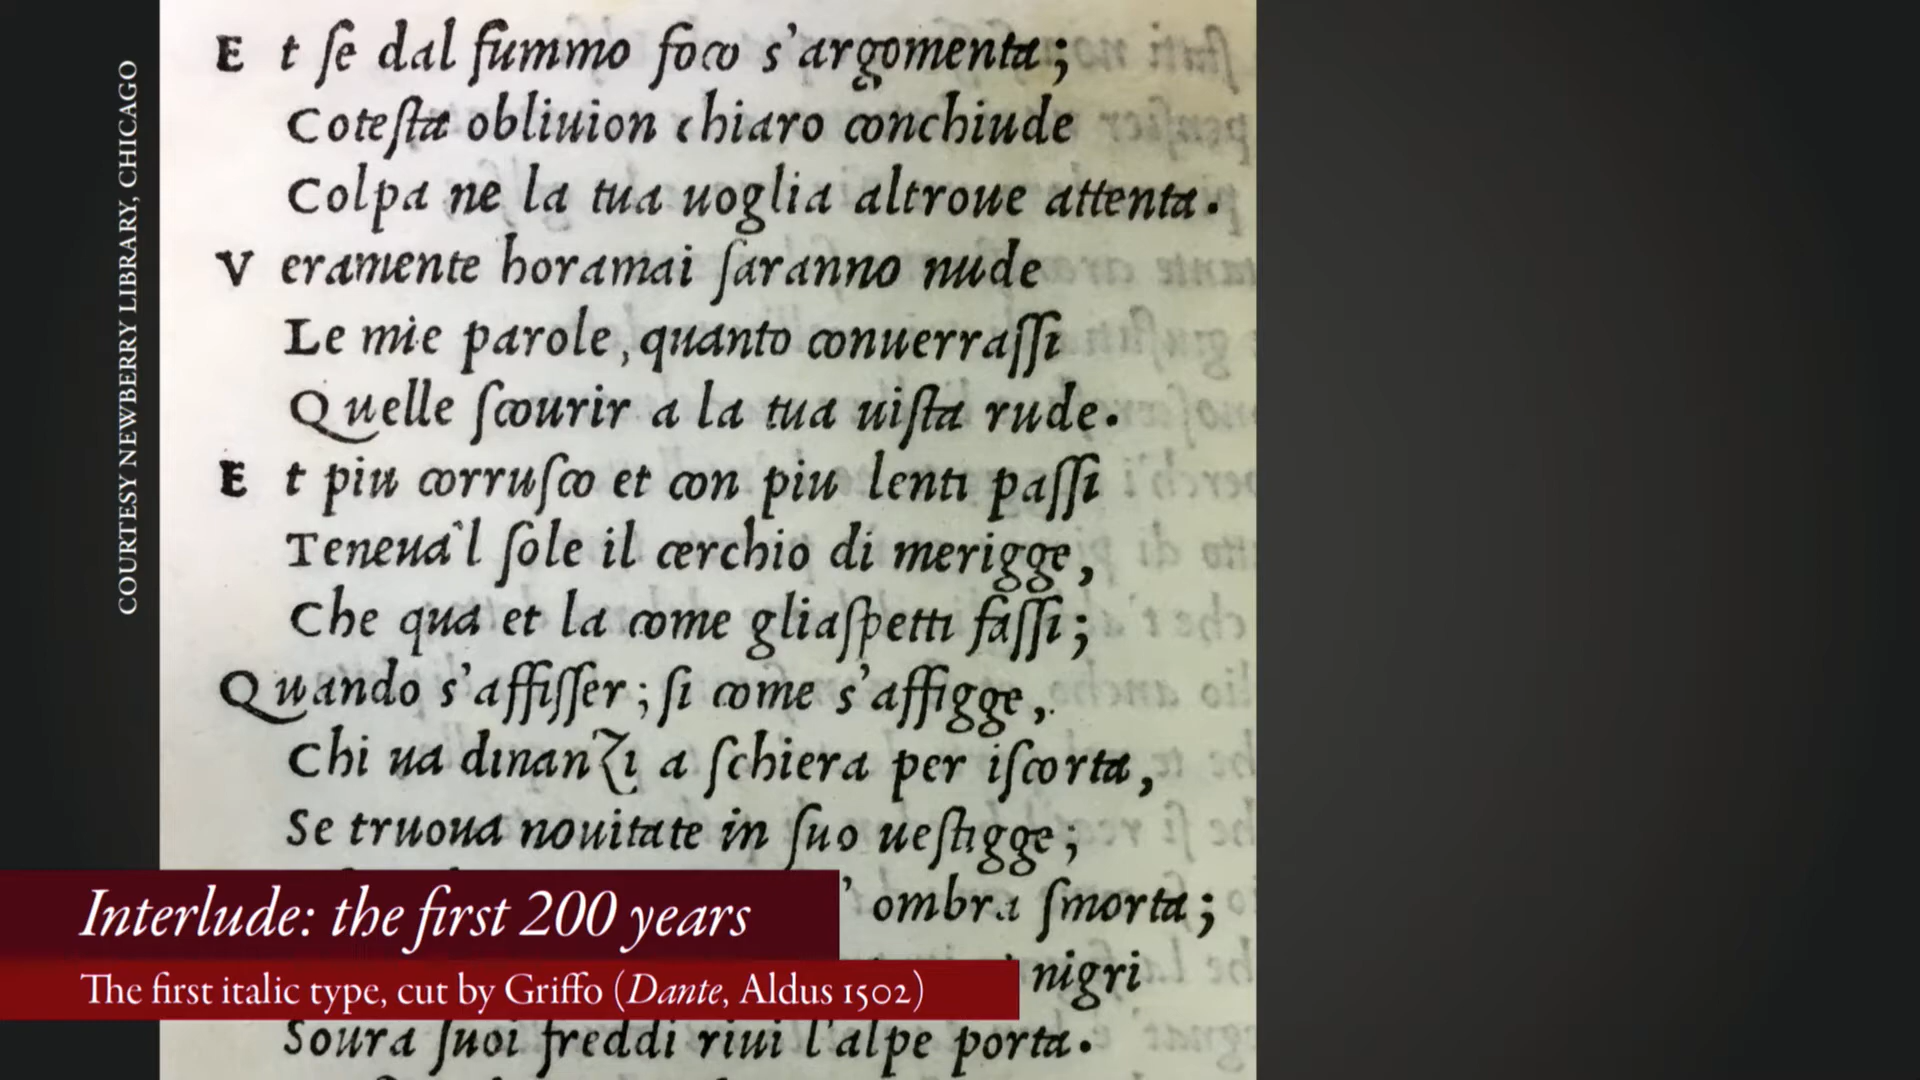 COURTESY NEWBERRY LIBRARY, CHICAGO
E t ſe dal fummo foco s'argomenta;
Coteſta obliuion chiaro conchiude
Colpa ne la tua uoglia altroue attenta.
V eramente horamai ſaranno nude
Le mie parole, quanto conuerraſſi
Quelle ſcourir a la tua uiſta rude.
E t piu corruſco et con piu lenti paſſi
Teneua'l ſole il cerchio di merigge,
Che qua et la come gliaſpetti faſſi;
Quando s'affiſſer; ſi come s'affigge,
Chi ua dinanzi a ſchiera per iſcorta,
Se truoua nouitate in ſuo ueſtigge;
ombra ſmorta;
nigri
Soura ſuoi freddi riui l'alpe porta.
Interlude: the first 200 years
The first italic type, cut by Griffo (Dante, Aldus 1502)